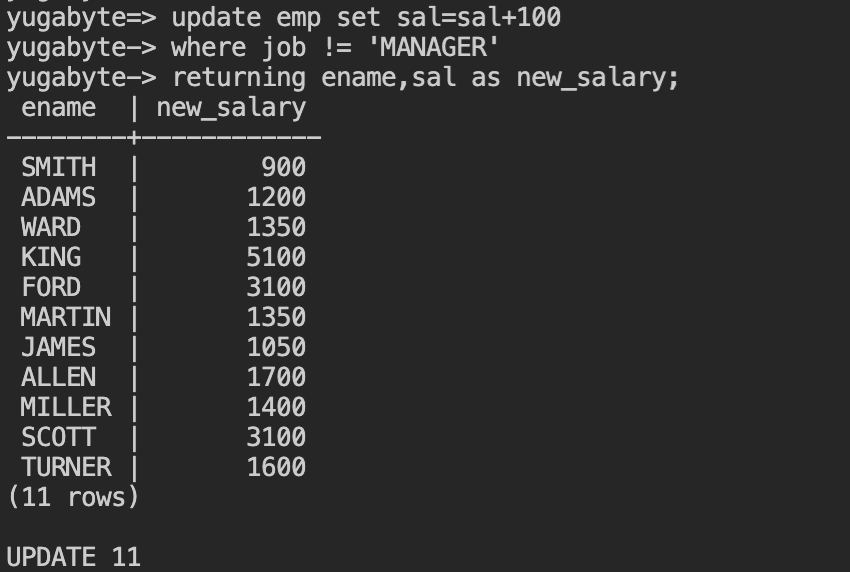 yugabyte=> update emp set sal=sal+100
yugabyte-> where job != 'MANAGER'
yugabyte-> returning ename,sal as new_salary;
 ename  | new_salary
--------+------------
 SMITH  |        900
 ADAMS  |       1200
 WARD   |       1350
 KING   |       5100
 FORD   |       3100
 MARTIN |       1350
 JAMES  |       1050
 ALLEN  |       1700
 MILLER |       1400
 SCOTT  |       3100
 TURNER |       1600
(11 rows)

UPDATE 11